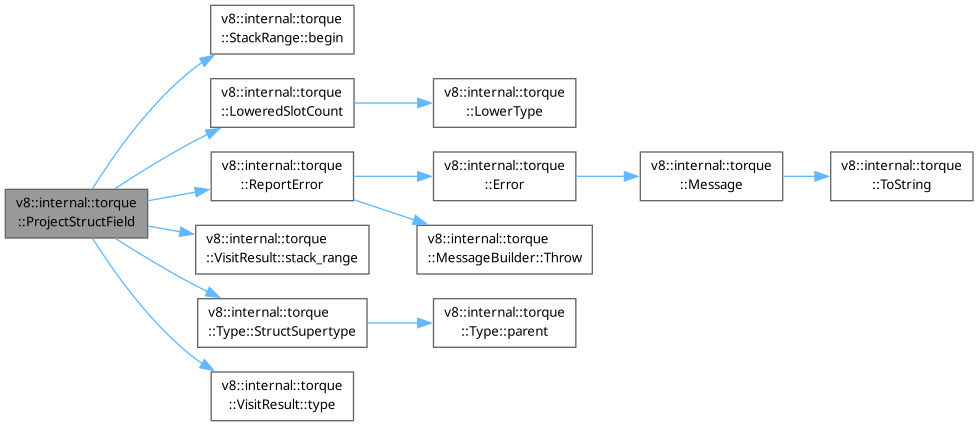 v8::internal::torque
::StackRange::begin
v8::internal::torque
::LoweredSlotCount
v8::internal::torque
::LowerType
v8::internal::torque
::ReportError
v8::internal::torque
::Error
v8::internal::torque
::Message
v8::internal::torque
::ToString
v8::internal::torque
::ProjectStructField
v8::internal::torque
::VisitResult::stack_range
v8::internal::torque
::MessageBuilder::Throw
v8::internal::torque
::Type::StructSupertype
v8::internal::torque
::Type::parent
v8::internal::torque
::VisitResult::type